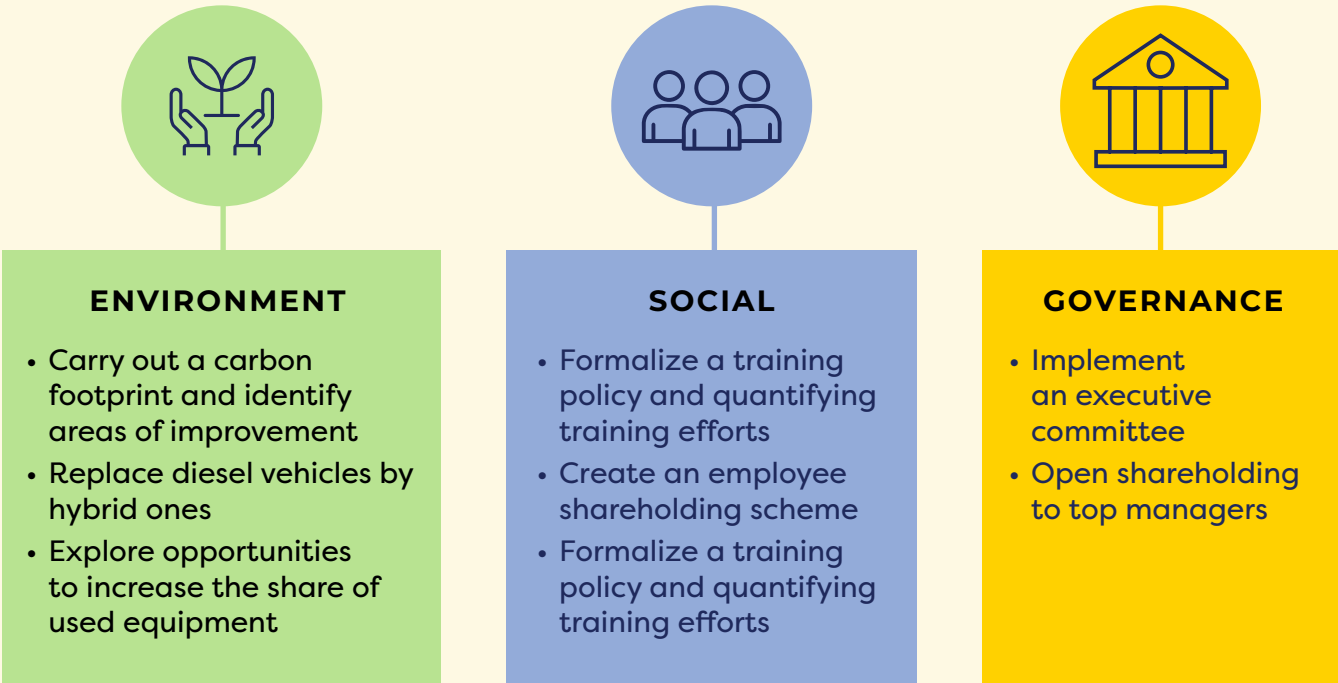 ENVIRONMENT
• Carry out a carbon
footprint and identify
areas of improvement
• Replace diesel vehicles by
hybrid ones
• Explore opportunities
to increase the share of
used equipment
SOCIAL
• Formalize a training
policy and quantifying
training efforts
• Create an employee
shareholding scheme
• Formalize a training
policy and quantifying
training efforts
GOVERNANCE
• Implement
an executive
committee
• Open shareholding
to top managers